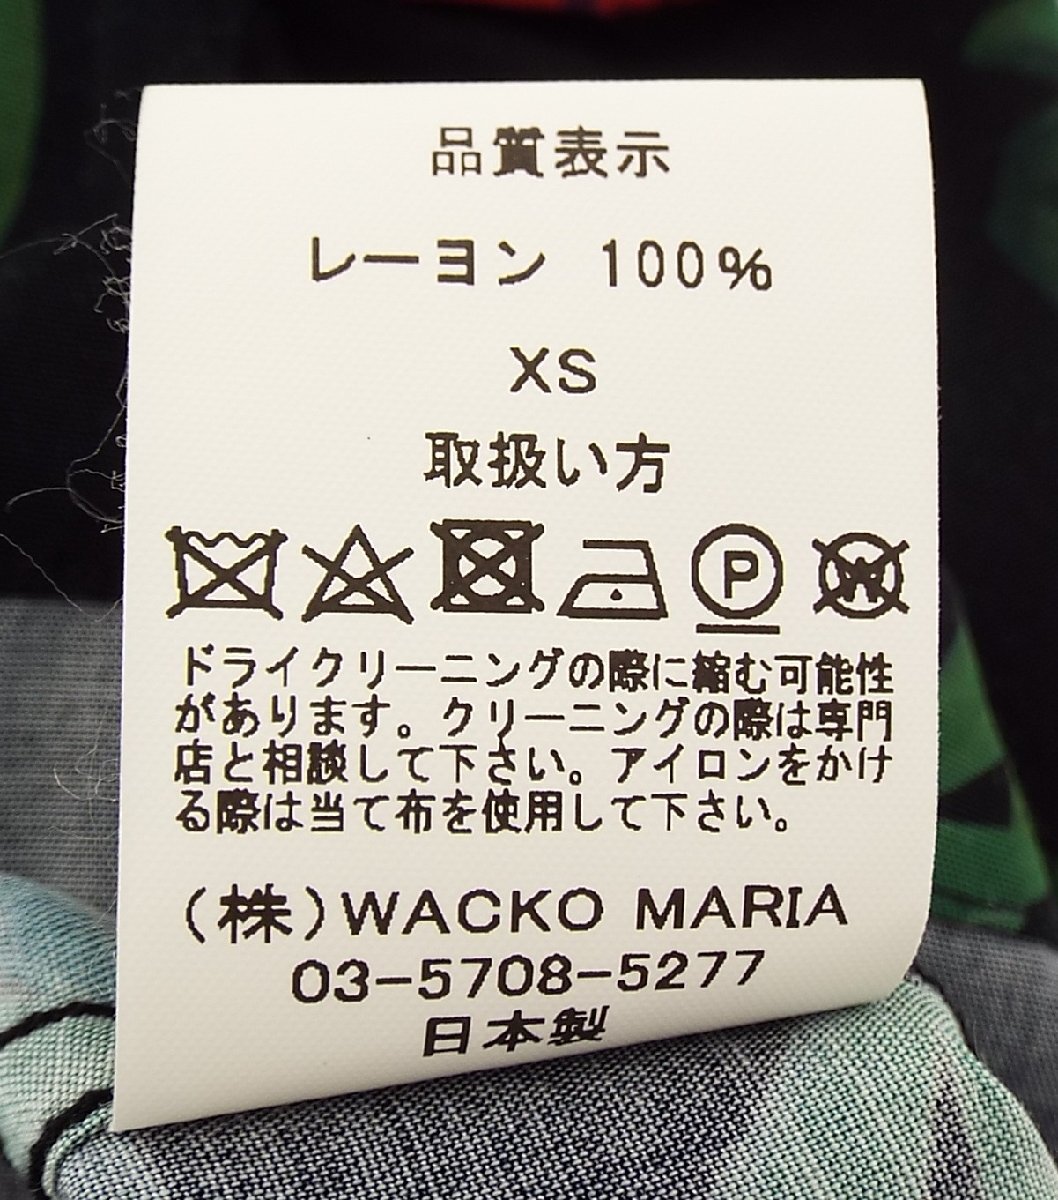 品質表示
レーヨン 100%
XS
取扱い方
P W
ドライクリーニングの際に縮む可能性
があります。クリーニングの際は専門
店と相談して下さい。アイロンをかけ
る際は当て布を使用して下さい。
(株)WACKO MARIA
03-5708-5277
日本製